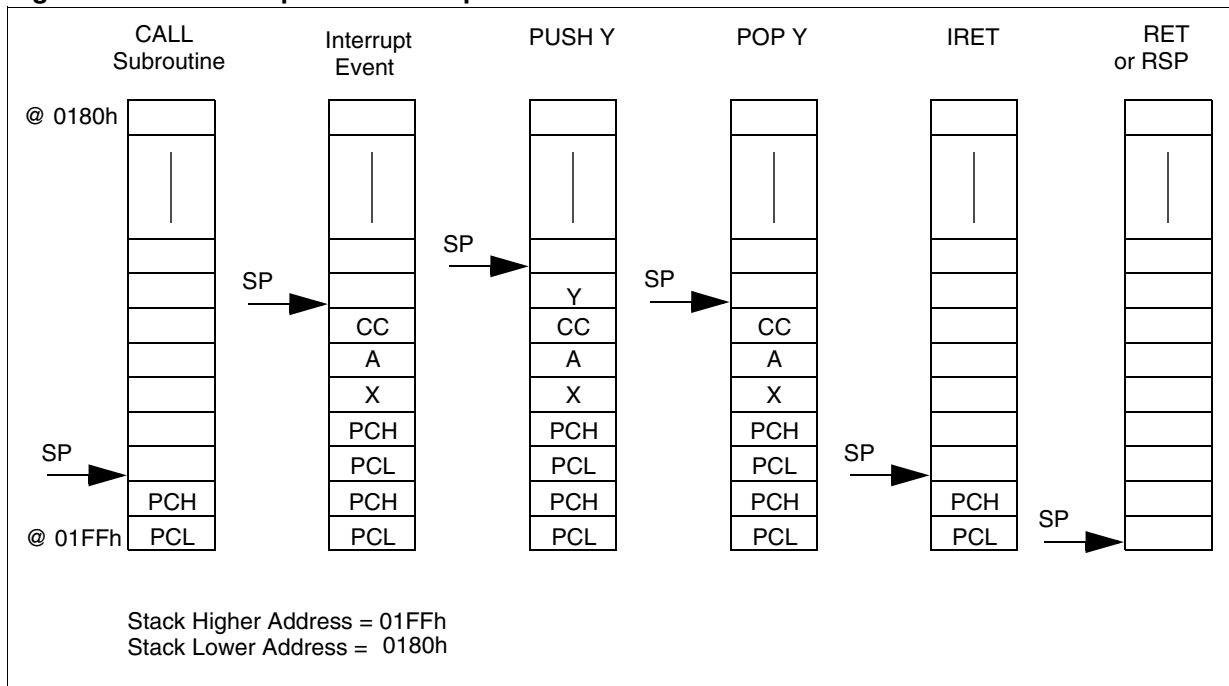 CALL Subroutine
Interrupt Event
PUSH Y
POP Y
IRET
RET or RSP
@ 0180h
SP
SP
SP
Y
CC
CC
CC
A
A
A
X
X
X
PCH
PCH
PCH
SP
SP
PCL
PCL
PCL
PCH
PCH
PCH
PCH
PCH
SP
@ 01FFh
PCL
PCL
PCL
PCL
PCL
Stack Higher Address = 01FFh
Stack Lower Address = 0180h